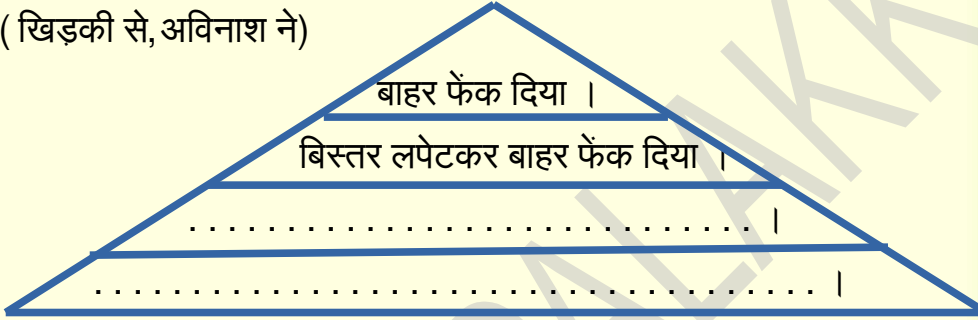 ( खिड़की से,अविनाश ने)
बाहर फेंक दिया ।
बिस्तर लपेटकर बाहर फेंक दिया ।
. . . . . . . . . . . . . . . . . . . . . . . . . . . . . ।
. . . . . . . . . . . . . . . . . . . . . . . . . . . . . . . . . . . . . ।